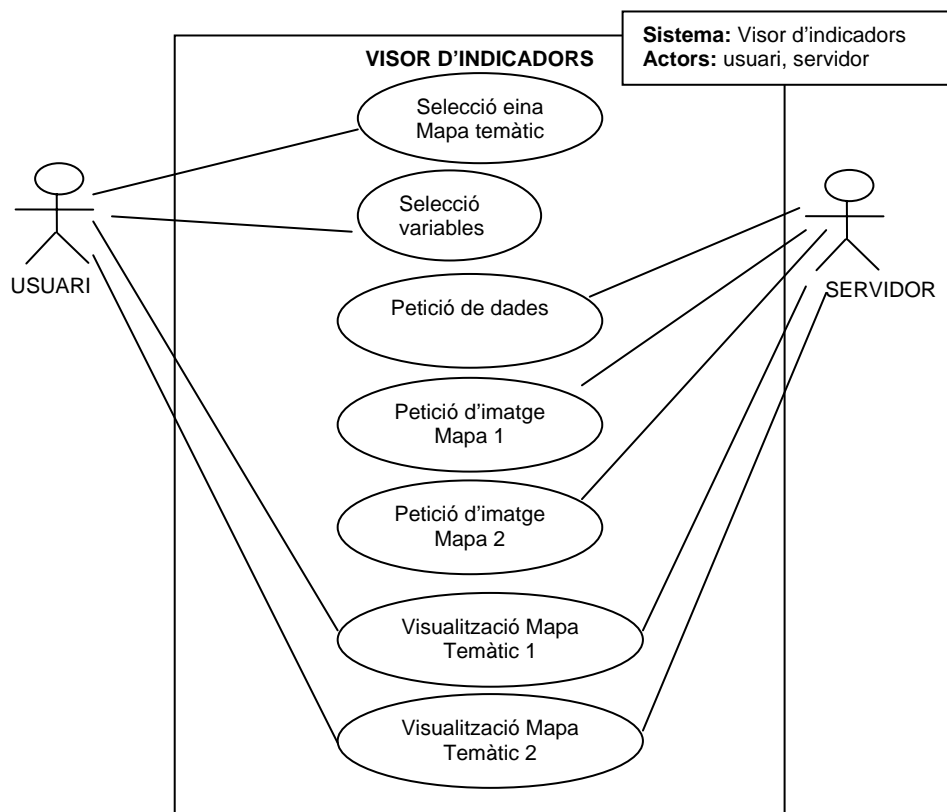 Sistema: Visor d’indicadors
Actors: usuari, servidor
VISOR D’INDICADORS
Selecció eina
Mapa temàtic
Selecció
variables
USUARI
SERVIDOR
Petició de dades
Petició d’imatge
Mapa 1
Petició d’imatge
Mapa 2
Visualització Mapa
Temàtic 1
Visualització Mapa
Temàtic 2